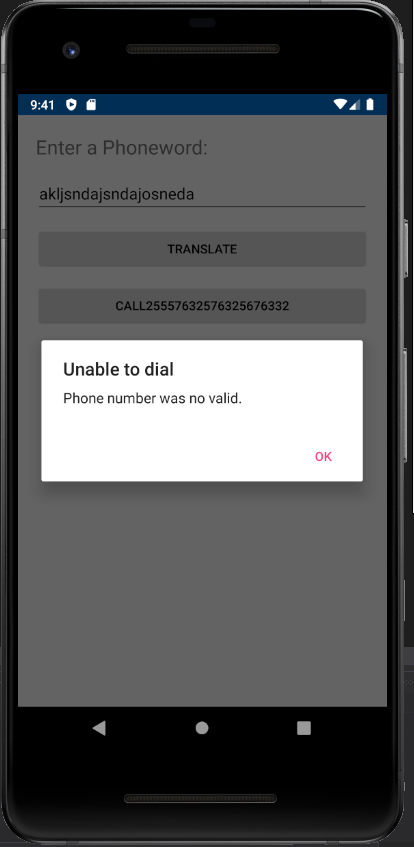 9:41
Enter a Phoneword:
akljsndajsndajosneda
TRANSLATE
CALL25557632576325676332
Unable to dial
Phone number was no valid.
OK